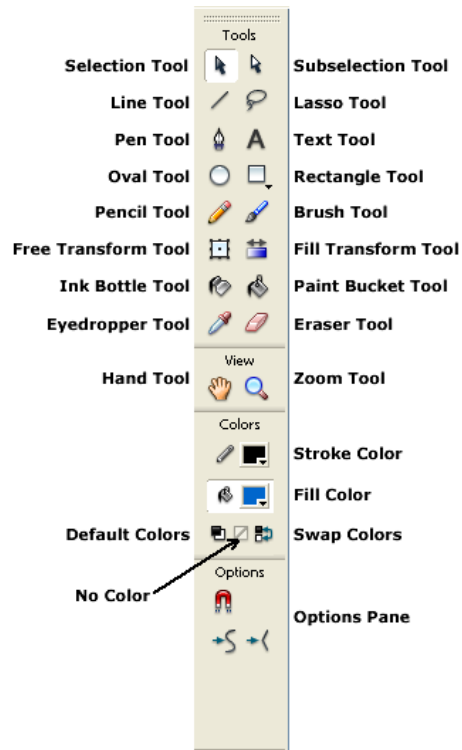 Tools
Selection Tool Subselection Tool
Line Tool Lasso Tool
Pen Tool A Text Tool
Oval Tool Rectangle Tool
Pencil Tool Brush Tool
Free Transform Tool Fill Transform Tool
Ink Bottle Tool Paint Bucket Tool
Eyedropper Tool Eraser Tool
View
Hand Tool Zoom Tool
Colors
Stroke Color
Fill Color
Default Colors Swap Colors
Options
No Color
Options Pane